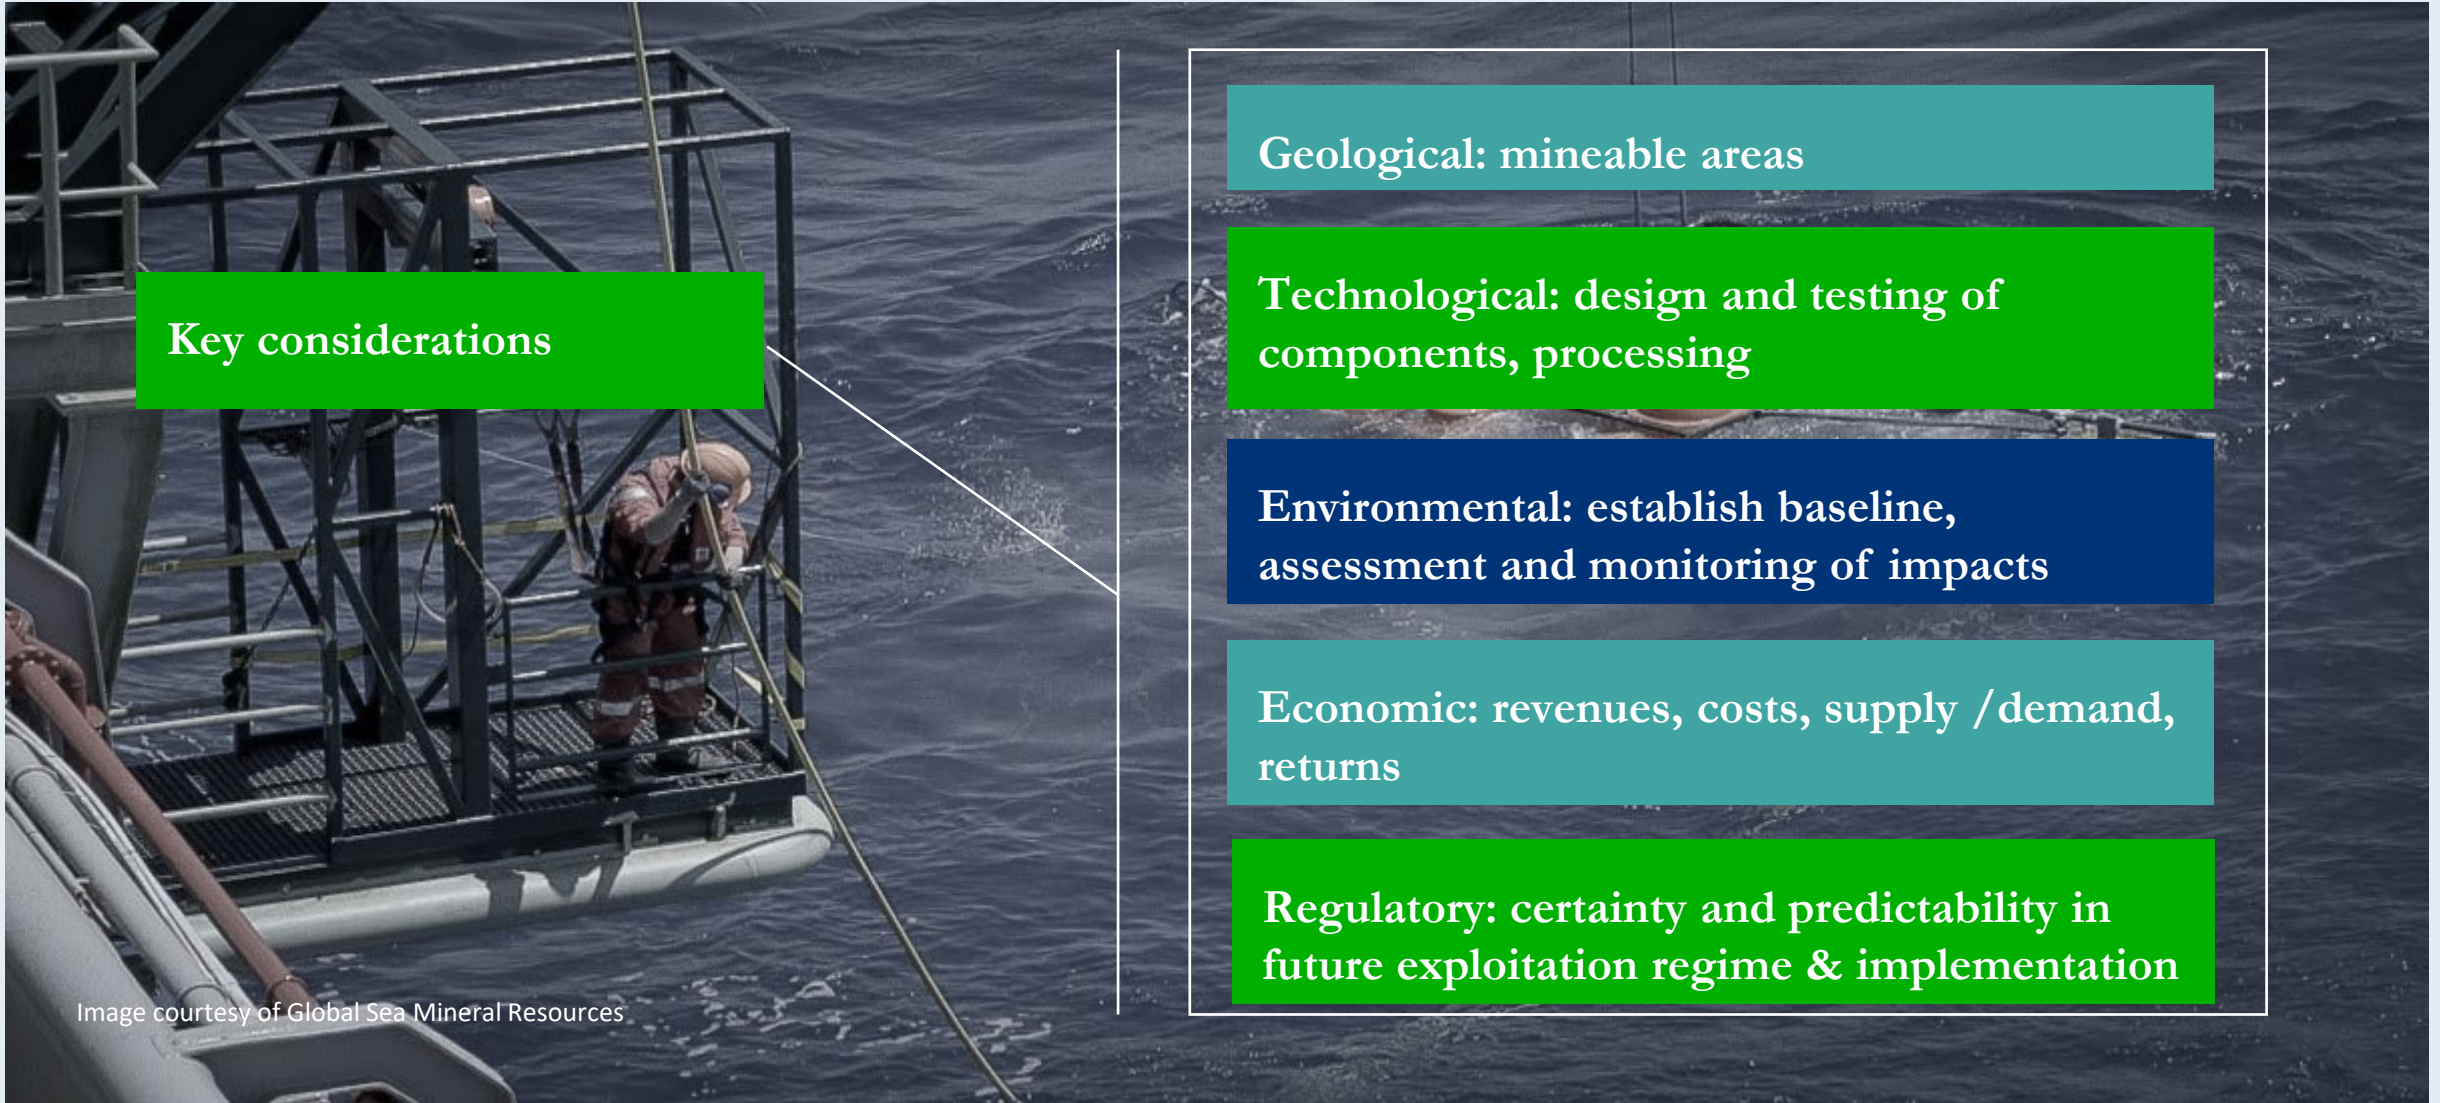 Key considerations
Geological: mineable areas
Technological: design and testing of
components, processing
Environmental: establish baseline,
assessment and monitoring of impacts
Economic: revenues, costs, supply /demand,
returns
Regulatory: certainty and predictability in
future exploitation regime & implementation
Image courtesy of Global Sea Mineral Resources